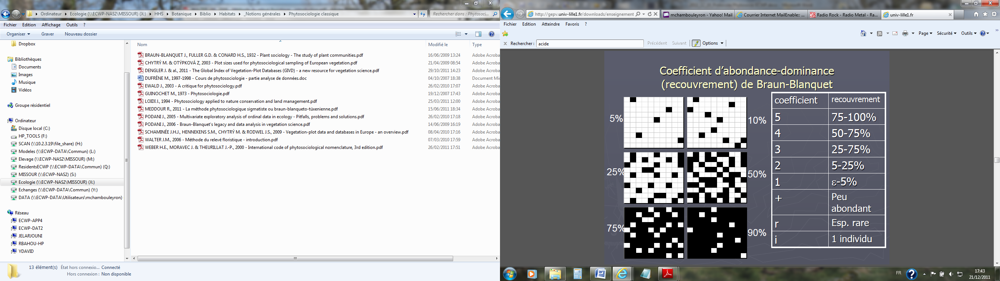 Ordinateur Ecologie (\\ECWP-NAS2\MISSOUR) (X:) HHS Botanique Biblio Habitats _Notions générales Phytosociologie classique
Rechercher dans : Phytosoci...
Fichier Edition Affichage Outils ?
Organiser Graver Nouveau dossier
Dropbox
Bibliothèques
Documents
Images
Musique
Vidéos
Groupe résidentiel
Ordinateur
Disque local (C:)
HP_TOOLS (F:)
SCAN (\\10.2.3.19\file_share) (H:)
Modeles (\\ECWP-DATA\Commun) (L:)
Elevage (\\ECWP-NAS2\MISSOUR) (M:)
ResidentsECWP (\\ECWP-DATA\Commun) (Q:)
MISSOUR (\\ECWP-NAS2) (S:)
Ecologie (\\ECWP-NAS2\MISSOUR) (X:)
Echanges (\\ECWP-DATA\Commun) (Y:)
DATA (\\ECWP-DATA\Utilisateurs\mchambouleyron)
Réseau
ECWP-APP4
ECWP-DAT2
JELARJOUNI
RBAHOU-HP
YDAVID
Nom Modifié le Type
BRAUN-BLANQUET J., FULLER G.D. & CONARD H.S., 1932 - Plant sociology - The study of plant communities.pdf 16/06/2009 13:24 Adobe Acroba
CHYTRÝ M. & OTÝPKOVÁ Z, 2003 - Plot sizes used for phytosociological sampling of European vegetation.pdf 21/04/2009 08:54 Adobe Acroba
DENGLER J. & al., 2011 - The Global Index of Vegetation-Plot Databases (GIVD) - a new resource for vegetation science.pdf 29/10/2011 14:23 Adobe Acroba
DUFRÊNE M., 1997-1998 - Cours de phytosociologie - partie analyse de données.doc 04/10/2007 18:38 Document Mic
EWALD J., 2003 - A critique for phytosociology.pdf 26/02/2010 17:07 Adobe Acroba
GUINOCHET M., 1973 - Phytosociologie.pdf 19/12/2007 17:43 Adobe Acroba
LOIDI J., 1994 - Phytosociology applied to nature conservation and land management.pdf 25/03/2011 12:00 Adobe Acroba
MEDDOUR R., 2011 - La méthode phytosociologique sigmatiste ou braun-blanqueto-tüxenienne.pdf 15/06/2011 18:34 Adobe Acroba
PODANI J., 2005 - Multivariate exploratory analysis of ordinal data in ecology - Pitfalls, problems and solutions.pdf 26/02/2010 17:18 Adobe Acroba
PODANI J., 2006 - Braun-Blanquet's legacy and data analysis in vegetation science.pdf 14/06/2009 16:19 Adobe Acroba
SCHAMINÉE J.H.J., HENNEKENS S.M., CHYTRÝ M. & RODWEL J.S., 2009 - Vegetation-plot data and databases in Europe - an overview.pdf 08/04/2010 17:16 Adobe Acroba
WALTER J.M., 2006 - Méthode du relevé floristique - introduction.pdf 07/03/2010 17:59 Adobe Acroba
WEBER H.E., MORAVEC J. & THEURILLAT J.-P., 2000 - International code of phytosociological nomenclature, 3rd edition.pdf 26/02/2011 17:51 Adobe Acroba
13 élément(s) État hors connexio... Connecté
Hors connexion : Non disponible
http://gepv.univ-lille1.fr/downloads/enseignement
mchambouleyron - Yahoo! Mail
Courrier Internet MailEnable:: ...
Radio Rock - Radio Metal - Ra...
univ-lille1.fr
Fichier Edition Atteindre Favoris ?
Page Sécurité Outils
Rechercher : acide Précédent Suivant Options
Coefficient d'abondance-dominance
(recouvrement) de Braun-Blanquet
5% 10%
25% 50%
75% 90%
coefficient recouvrement
5 75-100%
4 50-75%
3 25-75%
2 5-25%
1 ε-5%
+ Peu
abondant
r Esp. rare
i 1 individu
FR 17:43
21/12/2011